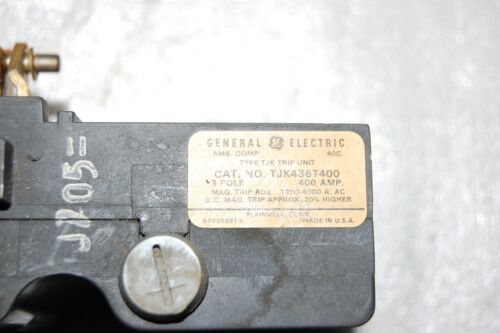 GENERAL GE ELECTRIC
AMB. COMP. 40C
TYPE TJK TRIP UNIT
CAT. NO. TJK436T400
3 POLE 400 AMP.
MAG. TRIP ADJ. 1200-4000 A. AC
D.C. MAG. TRIP APPROX. 20% HIGHER
PLAINVILLE, CONN.
MADE IN U.S.A.